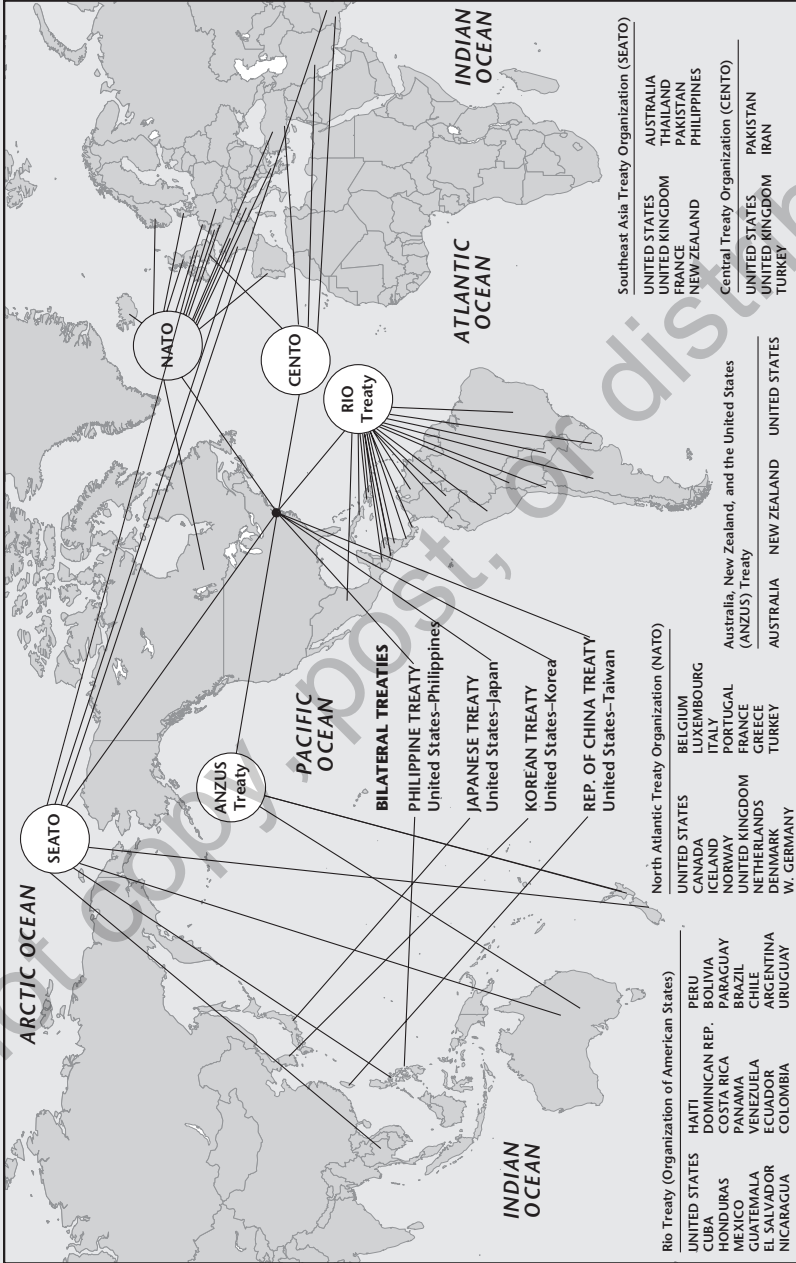 ARCTIC OCEAN
SEATO
NATO
CENTO
RIO
Treaty
ANZUS
Treaty
PACIFIC
OCEAN
ATLANTIC
OCEAN
INDIAN
OCEAN
INDIAN
OCEAN
BILATERAL TREATIES
PHILIPPINE TREATY
United States–Philippines
JAPANESE TREATY
United States–Japan
KOREAN TREATY
United States–Korea
REP. OF CHINA TREATY
United States–Taiwan
Rio Treaty (Organization of American States)
UNITED STATES HAITI PERU
CUBA DOMINICAN REP. BOLIVIA
HONDURAS COSTA RICA PARAGUAY
MEXICO PANAMA BRAZIL
GUATEMALA VENEZUELA CHILE
EL SALVADOR ECUADOR ARGENTINA
NICARAGUA COLOMBIA URUGUAY
North Atlantic Treaty Organization (NATO)
UNITED STATES BELGIUM
CANADA LUXEMBOURG
ICELAND ITALY
NORWAY PORTUGAL
UNITED KINGDOM FRANCE
NETHERLANDS GREECE
DENMARK TURKEY
W. GERMANY
Australia, New Zealand, and the United States
(ANZUS) Treaty
AUSTRALIA NEW ZEALAND UNITED STATES
Southeast Asia Treaty Organization (SEATO)
UNITED STATES AUSTRALIA
UNITED KINGDOM THAILAND
FRANCE PAKISTAN
NEW ZEALAND PHILIPPINES
Central Treaty Organization (CENTO)
UNITED STATES PAKISTAN
UNITED KINGDOM IRAN
TURKEY
not copy, post, or distrib